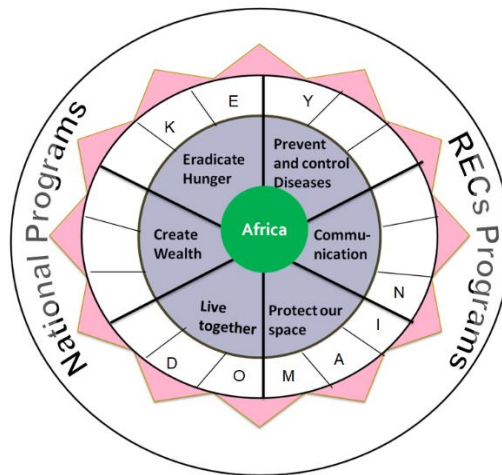 National Programs
RECs Programs
K
E
Y
N
I
A
M
O
D
Eradicate
Hunger
Prevent
and control
Diseases
Create
Wealth
Africa
Commu-
nication
Live
together
Protect our
space